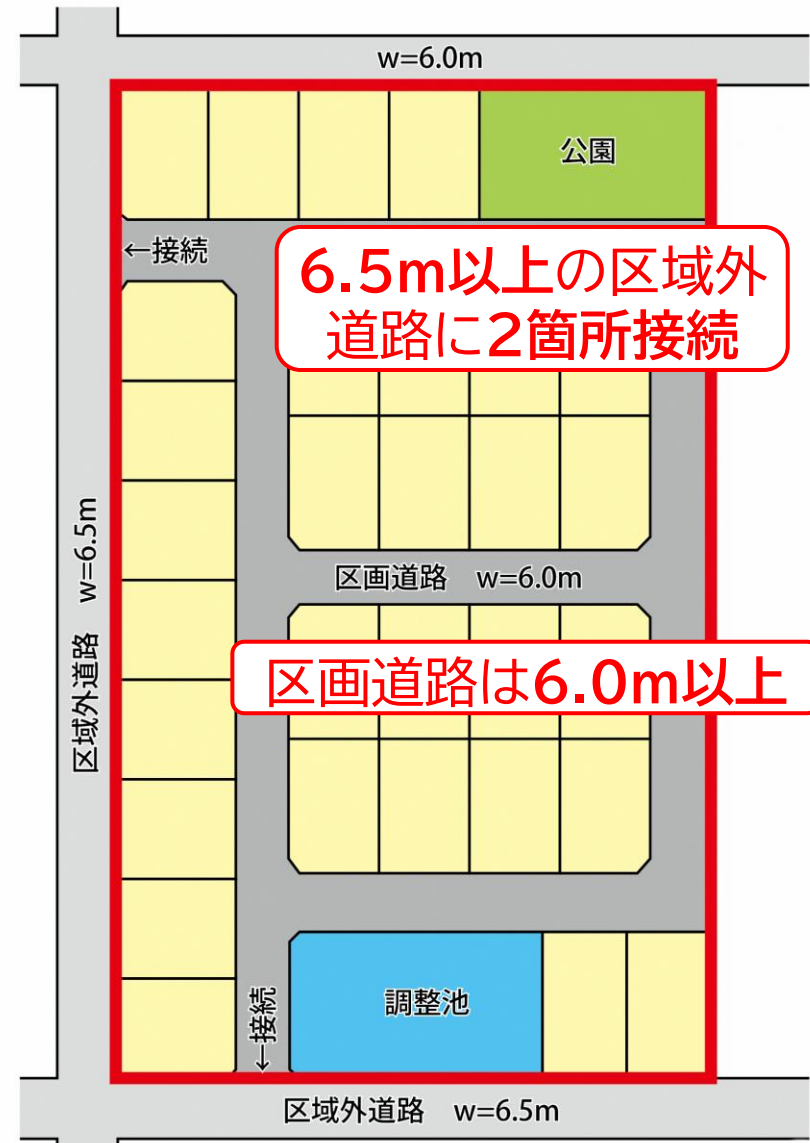 w=6.0m
公園
←接続
6.5m以上の区域外
道路に2箇所接続
区画道路 w=6.0m
区画道路は6.0m以上
区域外道路 w=6.5m
調整池
←接続
区域外道路 w=6.5m